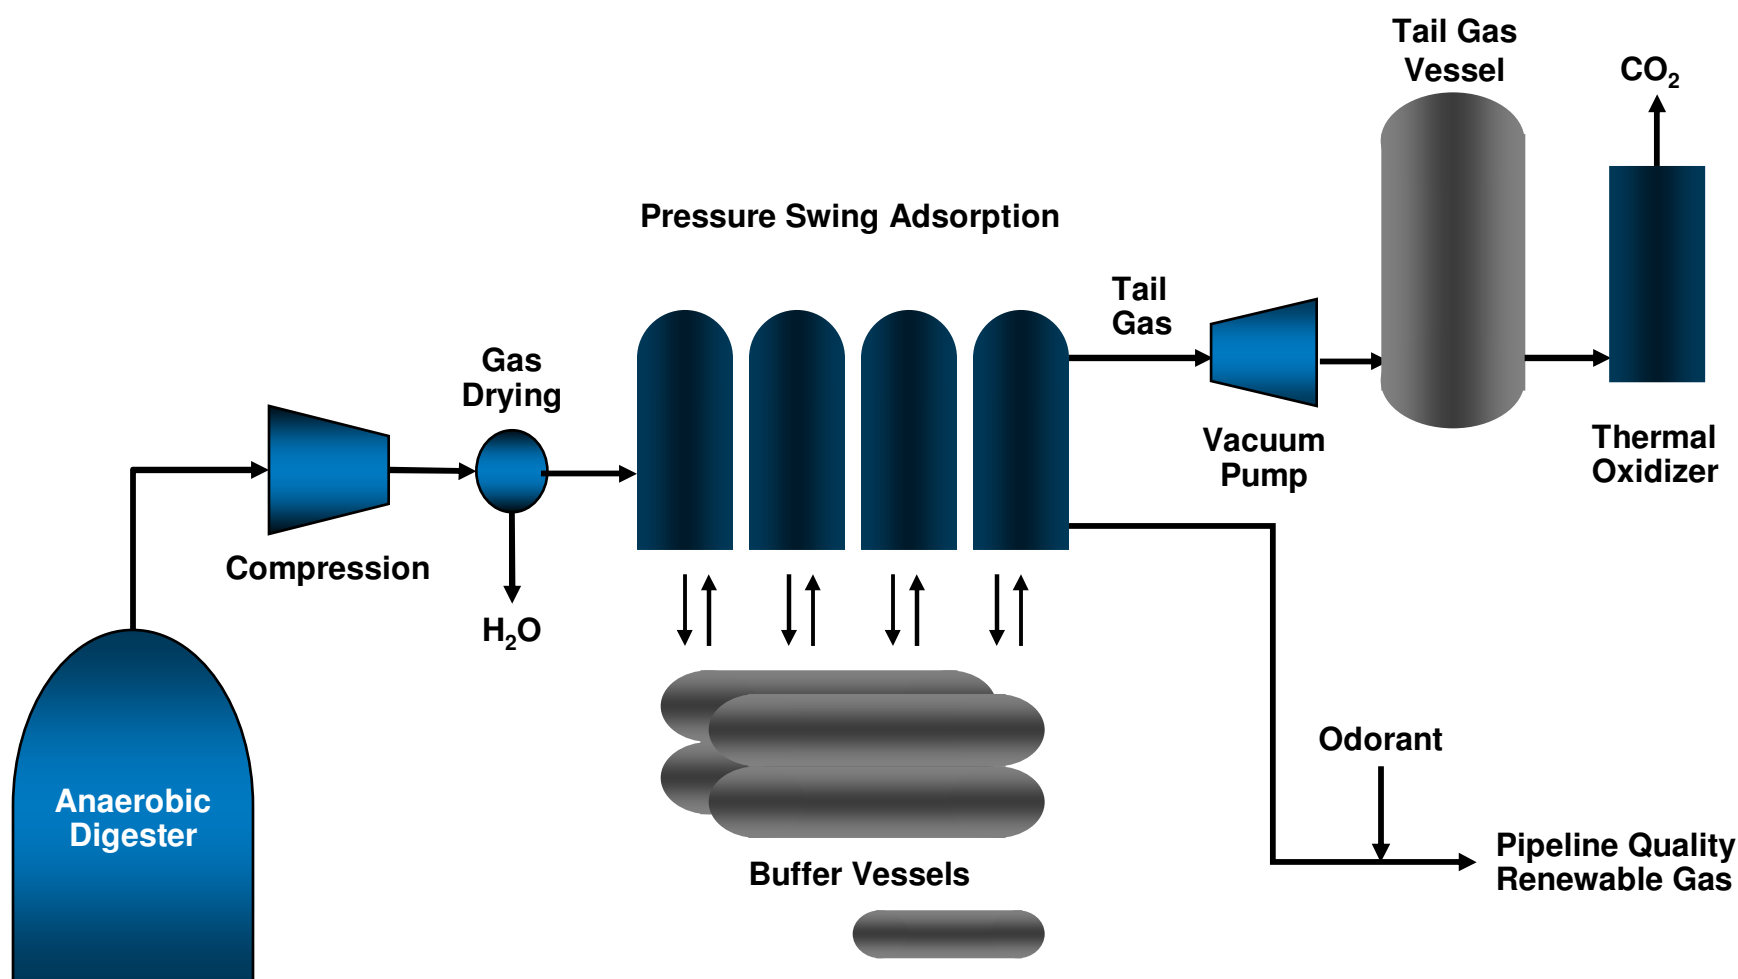 Tail Gas
Vessel
CO₂
Pressure Swing Adsorption
Tail
Gas
Gas
Drying
Vacuum
Pump
Thermal
Oxidizer
Compression
H₂O
Odorant
Anaerobic
Digester
Buffer Vessels
Pipeline Quality
Renewable Gas